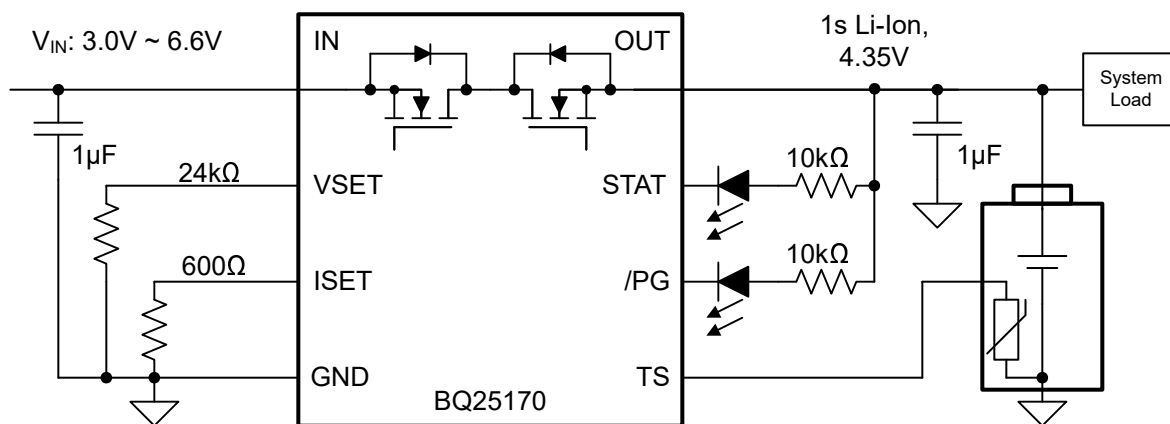 V_IN: 3.0V ~ 6.6V
IN
OUT
1s Li-Ion,
4.35V
System
Load
1µF
24kΩ
VSET
STAT
10kΩ
1µF
600Ω
ISET
/PG
10kΩ
GND
TS
BQ25170